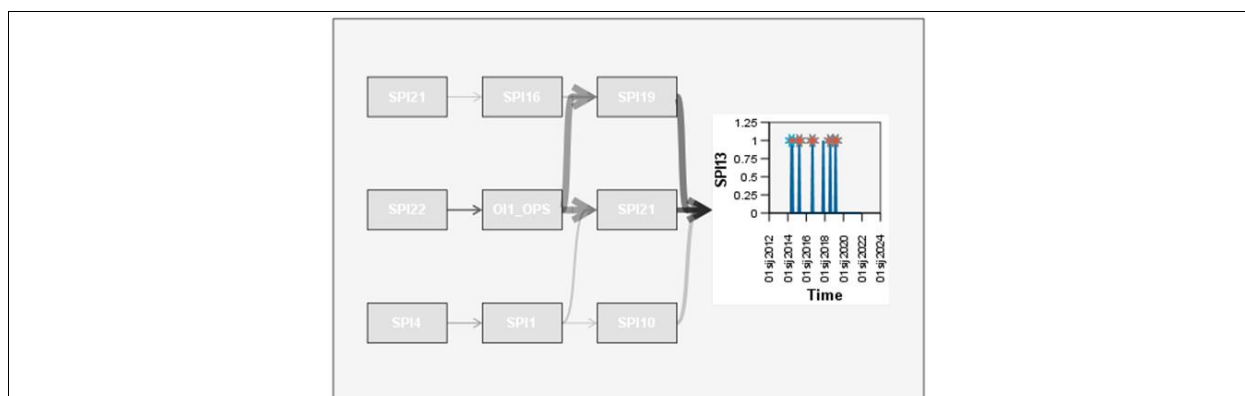 SPI21 SPI16 SPI19
SPI22 OI1_OPS SPI21
SPI4 SPI1 SPI10
SPI13
1.25
1
0.75
0.5
0.25
0
01 sij 2012
01 sij 2014
01 sij 2016
01 sij 2018
01 sij 2020
01 sij 2022
01 sij 2024
Time